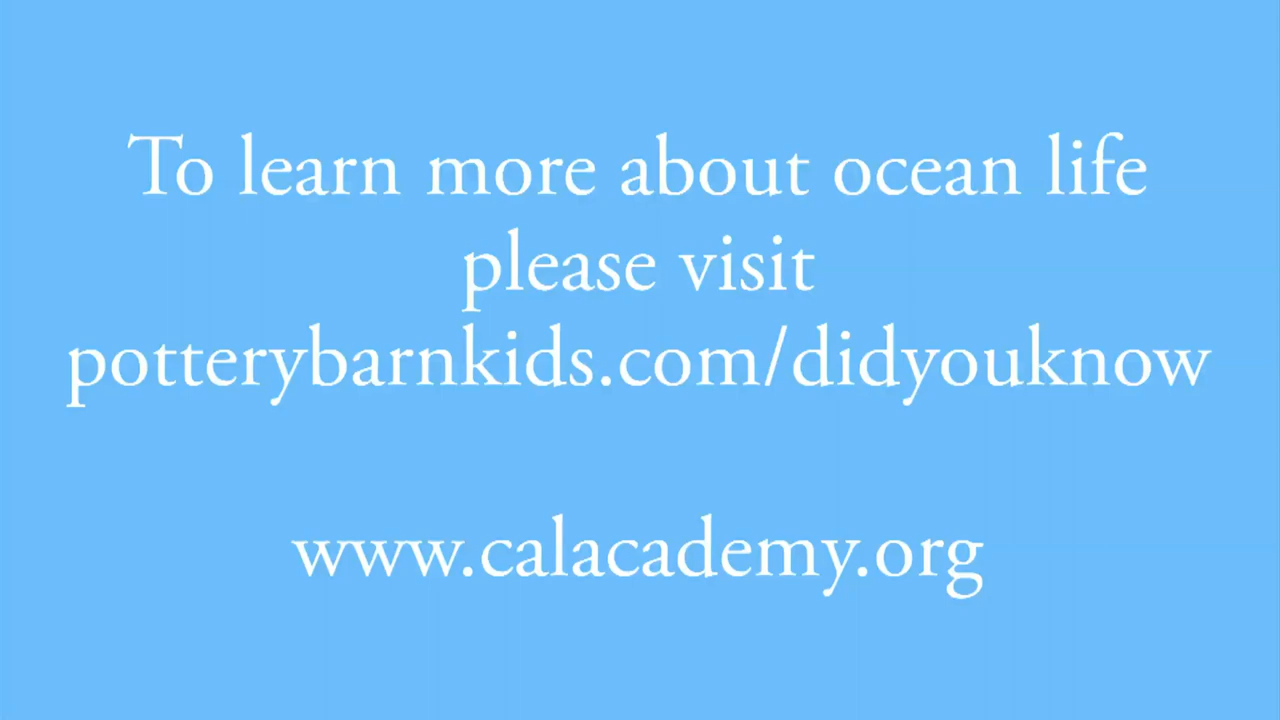 To learn more about ocean life
please visit
potterybarnkids.com/didyouknow
www.calacademy.org